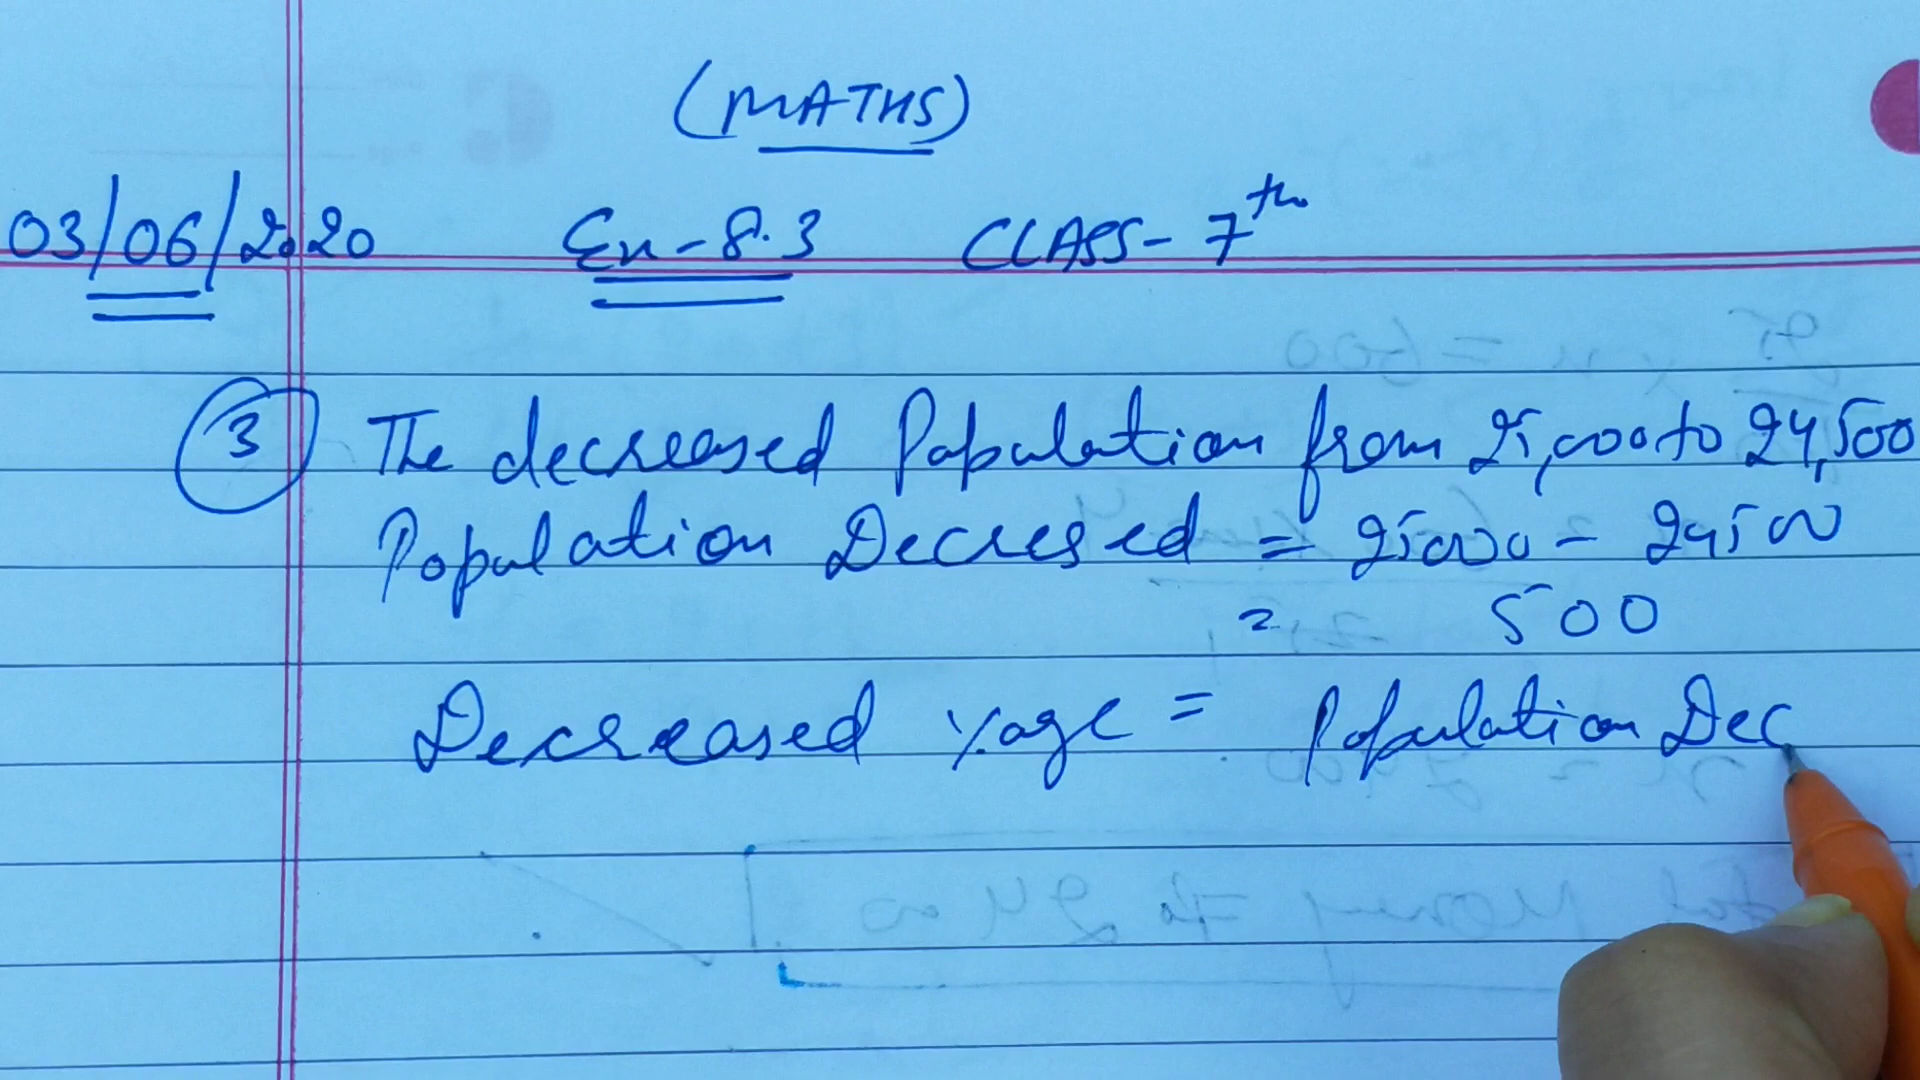 (MATHS)
03/06/2020 Ex-8.3 CLASS-7th
3 The decreased Population from 25,000 to 24,500
Population Decresed = 25000 - 24500
= 500
Decreased %age = Population Dec